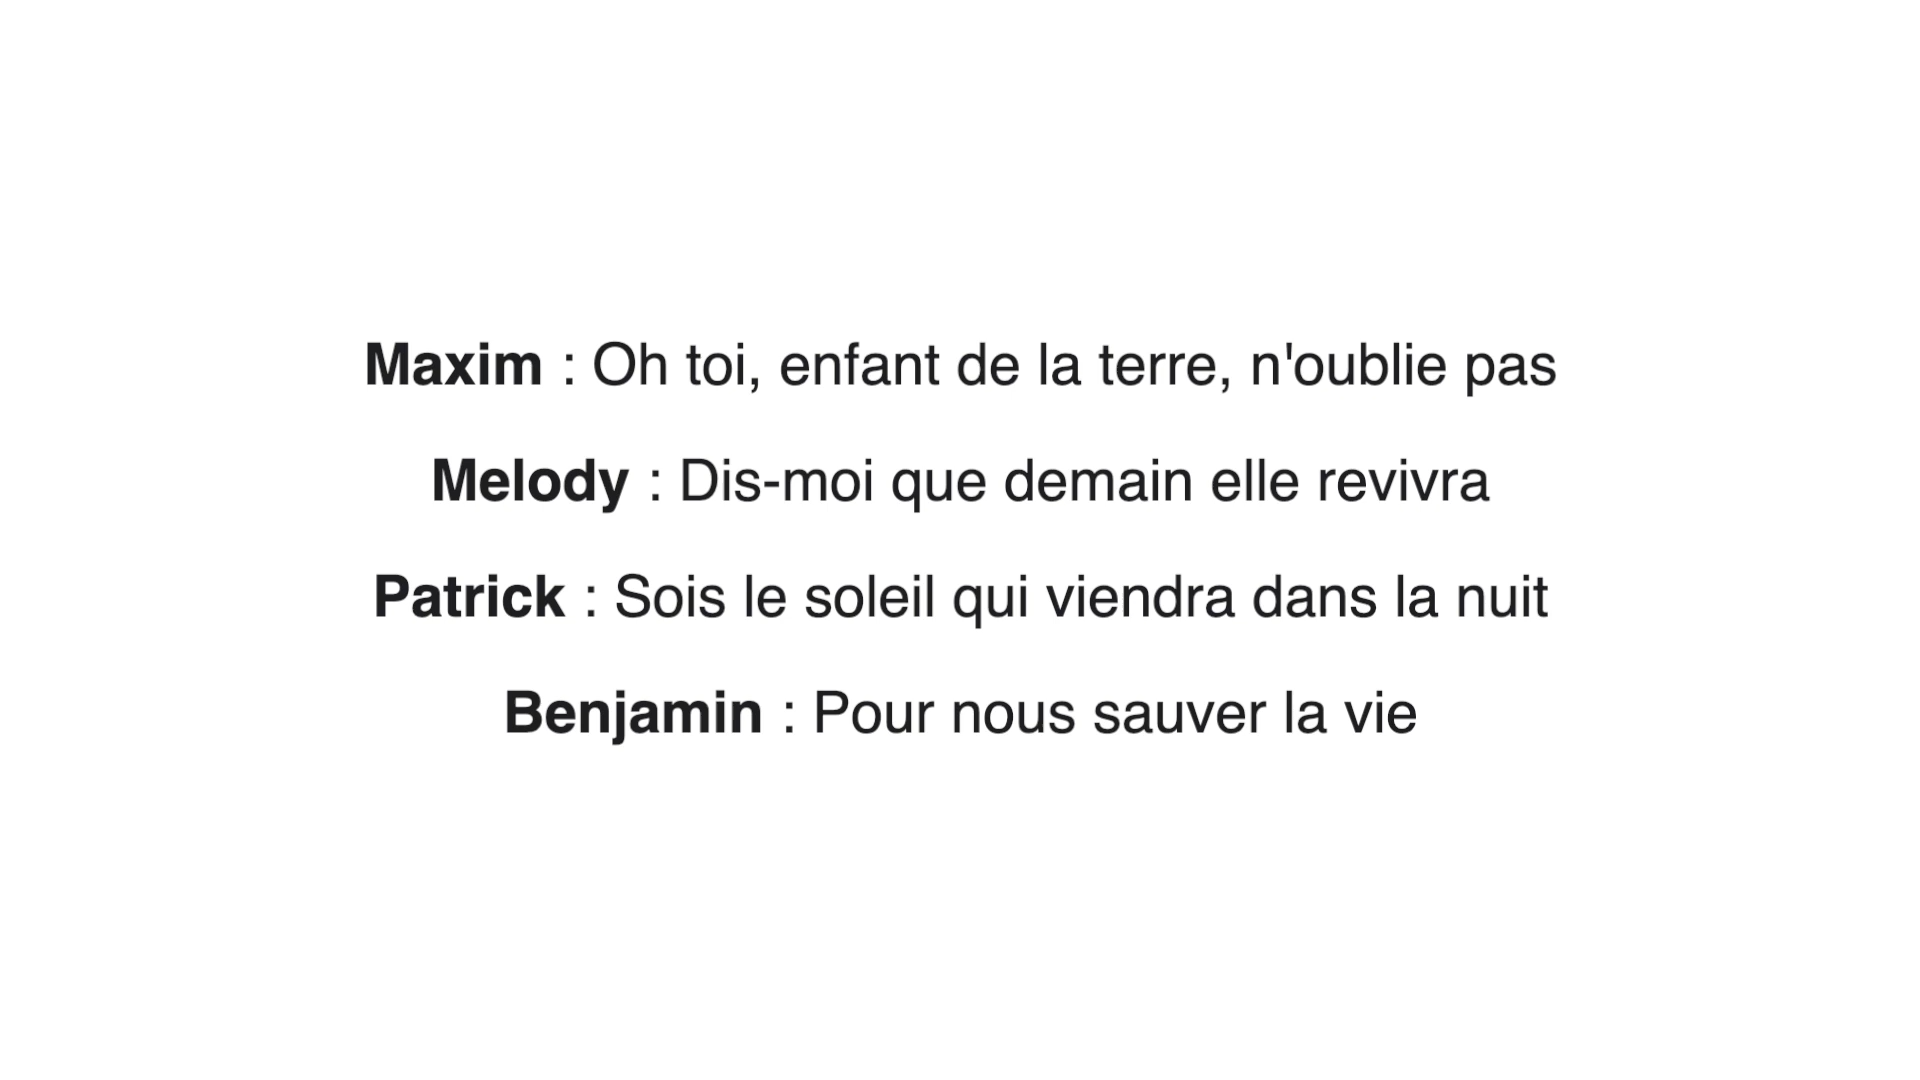 Maxim : Oh toi, enfant de la terre, n'oublie pas
Melody : Dis-moi que demain elle revivra
Patrick : Sois le soleil qui viendra dans la nuit
Benjamin : Pour nous sauver la vie